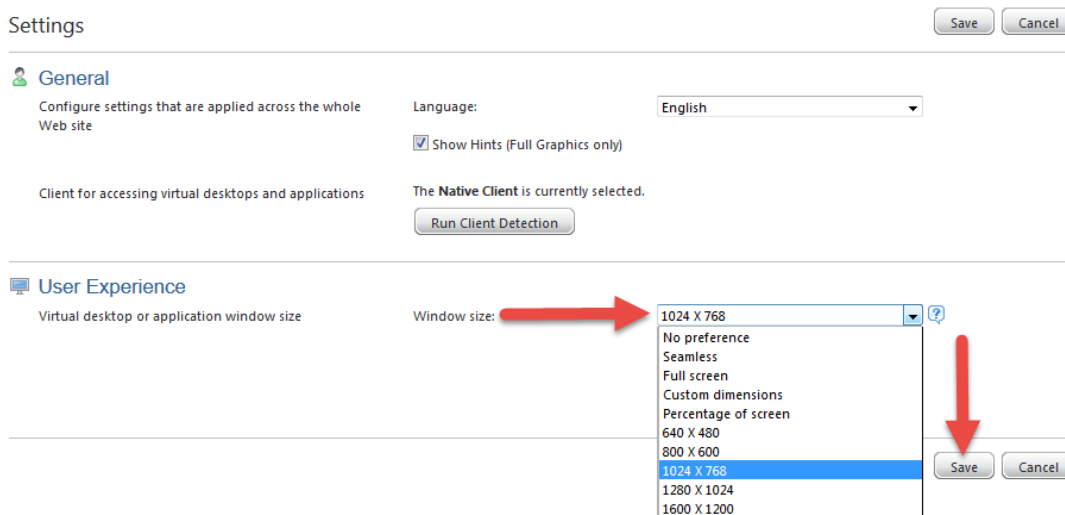 Settings
Save
Cancel
General
Configure settings that are applied across the whole
Web site
Language:
English
Show Hints (Full Graphics only)
Client for accessing virtual desktops and applications
The Native Client is currently selected.
Run Client Detection
User Experience
Virtual desktop or application window size
Window size:
1024 X 768
?
No preference
Seamless
Full screen
Custom dimensions
Percentage of screen
640 X 480
800 X 600
1024 X 768
1280 X 1024
1600 X 1200
Save
Cancel